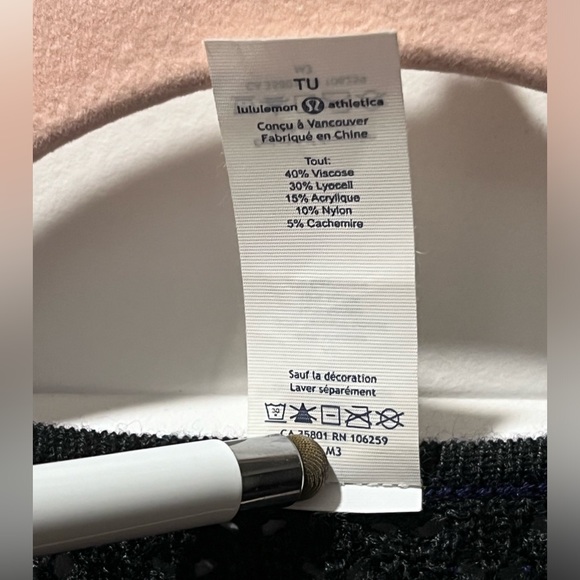 TU
lululemon athletica
Conçu à Vancouver
Fabriqué en Chine
Tout:
40% Viscose
30% Lyocell
15% Acrylique
10% Nylon
5% Cachemire
Sauf la décoration
Laver séparément
30
CA 35801 RN 106259
M3